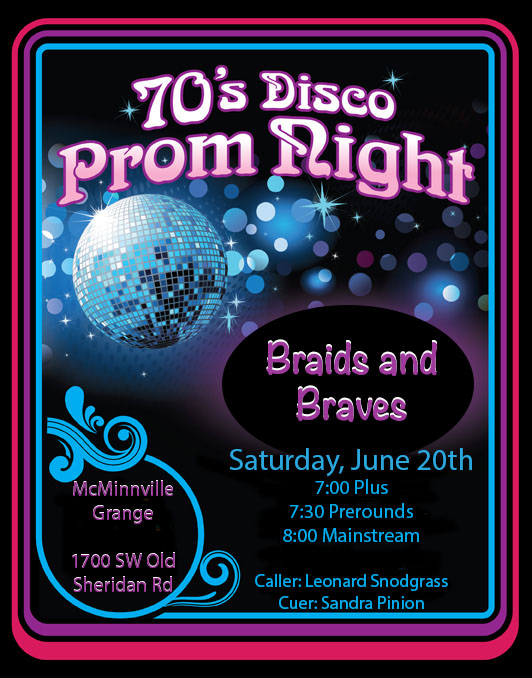 70's Disco
Prom Night
Braids and
Braves
Saturday, June 20th
7:00 Plus
7:30 Prerounds
8:00 Mainstream
McMinnville
Grange
1700 SW Old
Sheridan Rd
Caller: Leonard Snodgrass
Cuer: Sandra Pinion